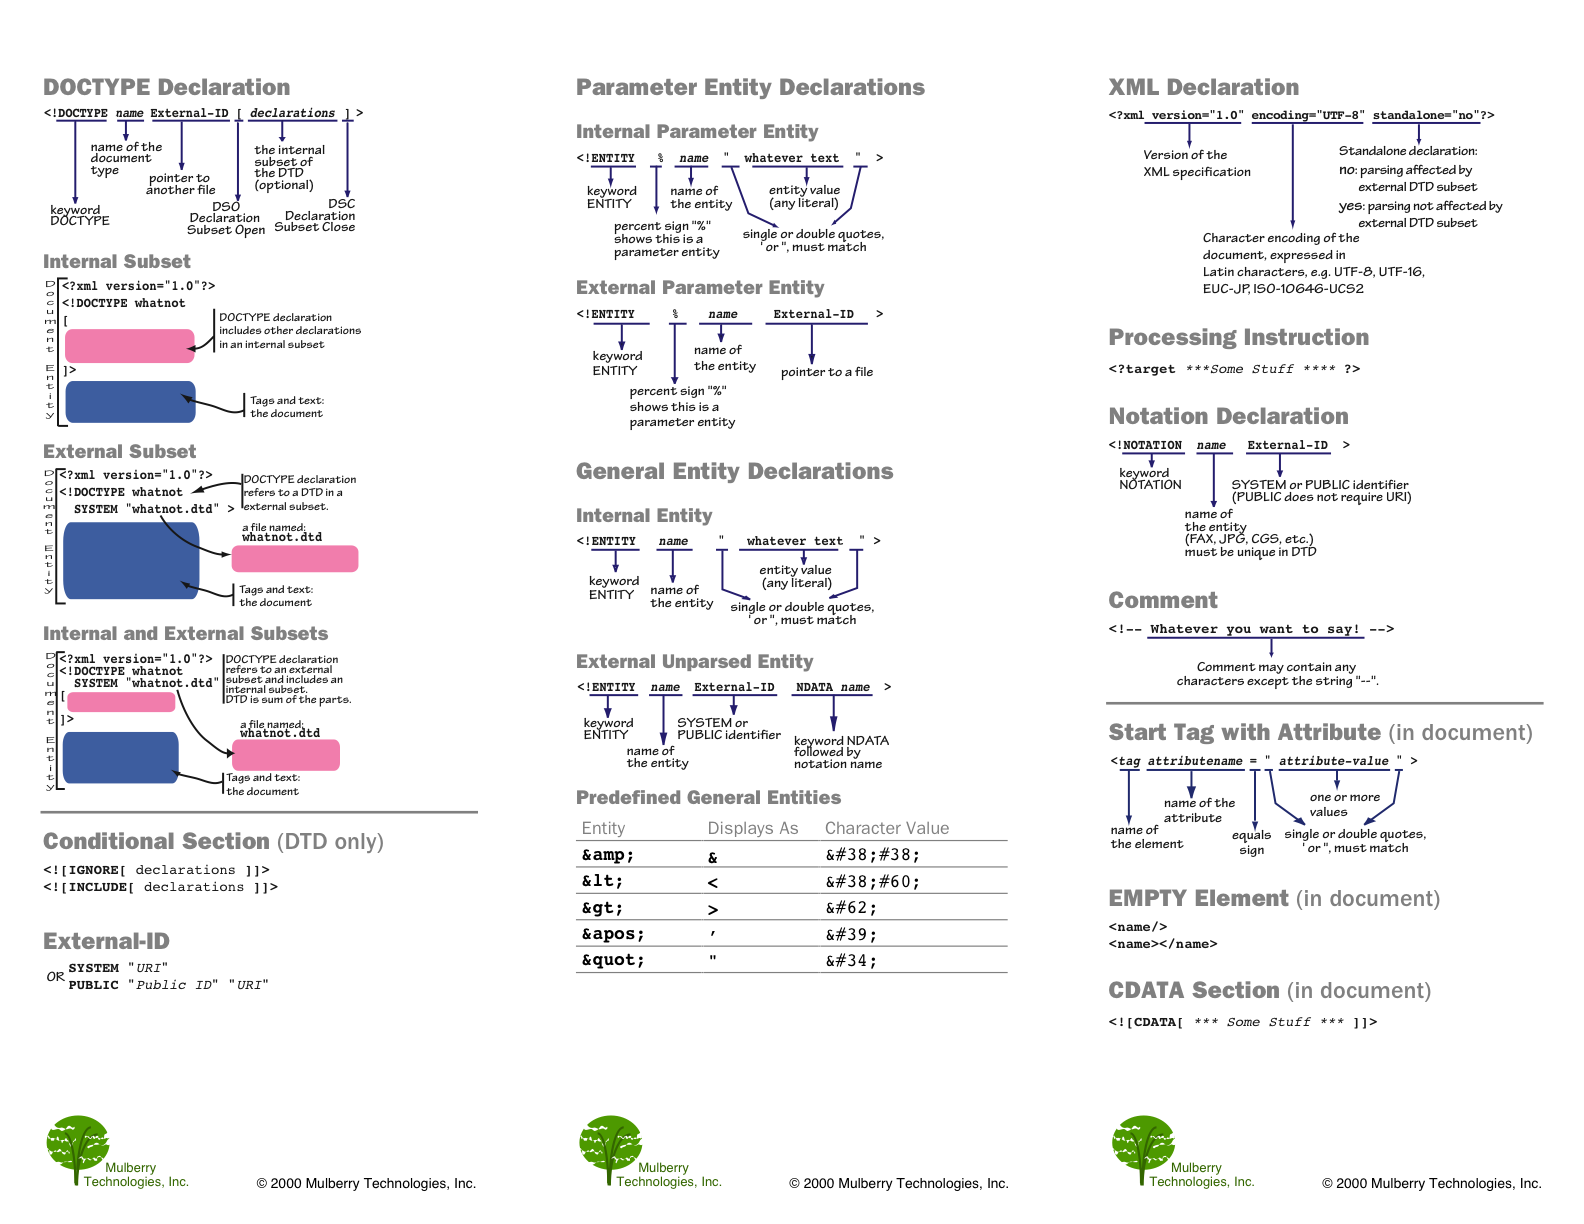 DOCTYPE Declaration
<!DOCTYPE name External-ID [ declarations ] >
name of the
document
type
the internal
subset of
the DTD
(optional)
pointer to
another file
keyword
DOCTYPE
DSO
Declaration
Subset Open
DSC
Declaration
Subset Close
Internal Subset
Document Entity
<?xml version="1.0"?>
<!DOCTYPE whatnot
[
DOCTYPE declaration
includes other declarations
in an internal subset
]>
Tags and text:
the document
External Subset
Document Entity
<?xml version="1.0"?>
<!DOCTYPE whatnot
SYSTEM "whatnot.dtd" >
DOCTYPE declaration
refers to a DTD in a
external subset.
a file named:
whatnot.dtd
Tags and text:
the document
Internal and External Subsets
Document Entity
<?xml version="1.0"?>
<!DOCTYPE whatnot
SYSTEM "whatnot.dtd"
[
]>
DOCTYPE declaration
refers to an external
subset and includes an
internal subset.
DTD is sum of the parts.
a file named:
whatnot.dtd
Tags and text:
the document
Conditional Section (DTD only)
<![IGNORE[ declarations ]]>
<![INCLUDE[ declarations ]]>
External-ID
SYSTEM "URI"
OR
PUBLIC "Public ID" "URI"
Mulberry
Technologies, Inc.
© 2000 Mulberry Technologies, Inc.
Parameter Entity Declarations
Internal Parameter Entity
<!ENTITY % name " whatever text " >
keyword
ENTITY
name of
the entity
entity value
(any literal)
percent sign "%"
shows this is a
parameter entity
single or double quotes,
' or ", must match
External Parameter Entity
<!ENTITY % name External-ID >
keyword
ENTITY
name of
the entity
pointer to a file
percent sign "%"
shows this is a
parameter entity
General Entity Declarations
Internal Entity
<!ENTITY name " whatever text " >
keyword
ENTITY
name of
the entity
entity value
(any literal)
single or double quotes,
' or ", must match
External Unparsed Entity
<!ENTITY name External-ID NDATA name >
keyword
ENTITY
name of
the entity
SYSTEM or
PUBLIC identifier
keyword NDATA
followed by
notation name
Predefined General Entities
Entity Displays As Character Value
&amp; & &#38;#38;
&lt; < &#38;#60;
&gt; > &#62;
&apos; ' &#39;
&quot; " &#34;
Mulberry
Technologies, Inc.
© 2000 Mulberry Technologies, Inc.
XML Declaration
<?xml version="1.0" encoding="UTF-8" standalone="no"?>
Version of the
XML specification
Standalone declaration:
no: parsing affected by
external DTD subset
yes: parsing not affected by
external DTD subset
Character encoding of the
document, expressed in
Latin characters, e.g. UTF-8, UTF-16,
EUC-JP, ISO-10646-UCS2
Processing Instruction
<?target ***Some Stuff **** ?>
Notation Declaration
<!NOTATION name External-ID >
keyword
NOTATION
SYSTEM or PUBLIC identifier
(PUBLIC does not require URI)
name of
the entity
(FAX, JPG, CGS, etc.)
must be unique in DTD
Comment
<!-- Whatever you want to say! -->
Comment may contain any
characters except the string "--".
Start Tag with Attribute (in document)
<tag attributename = " attribute-value " >
name of
the element
name of the
attribute
equals
sign
one or more
values
single or double quotes,
' or ", must match
EMPTY Element (in document)
<name/>
<name></name>
CDATA Section (in document)
<![CDATA[ *** Some Stuff *** ]]>
Mulberry
Technologies, Inc.
© 2000 Mulberry Technologies, Inc.